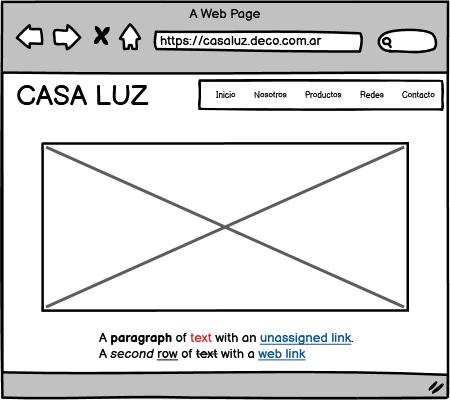 A Web Page
https://casaluz.deco.com.ar
CASA LUZ
Inicio Nosotros Productos Redes Contacto
A paragraph of text with an unassigned link.
A second row of text with a web link